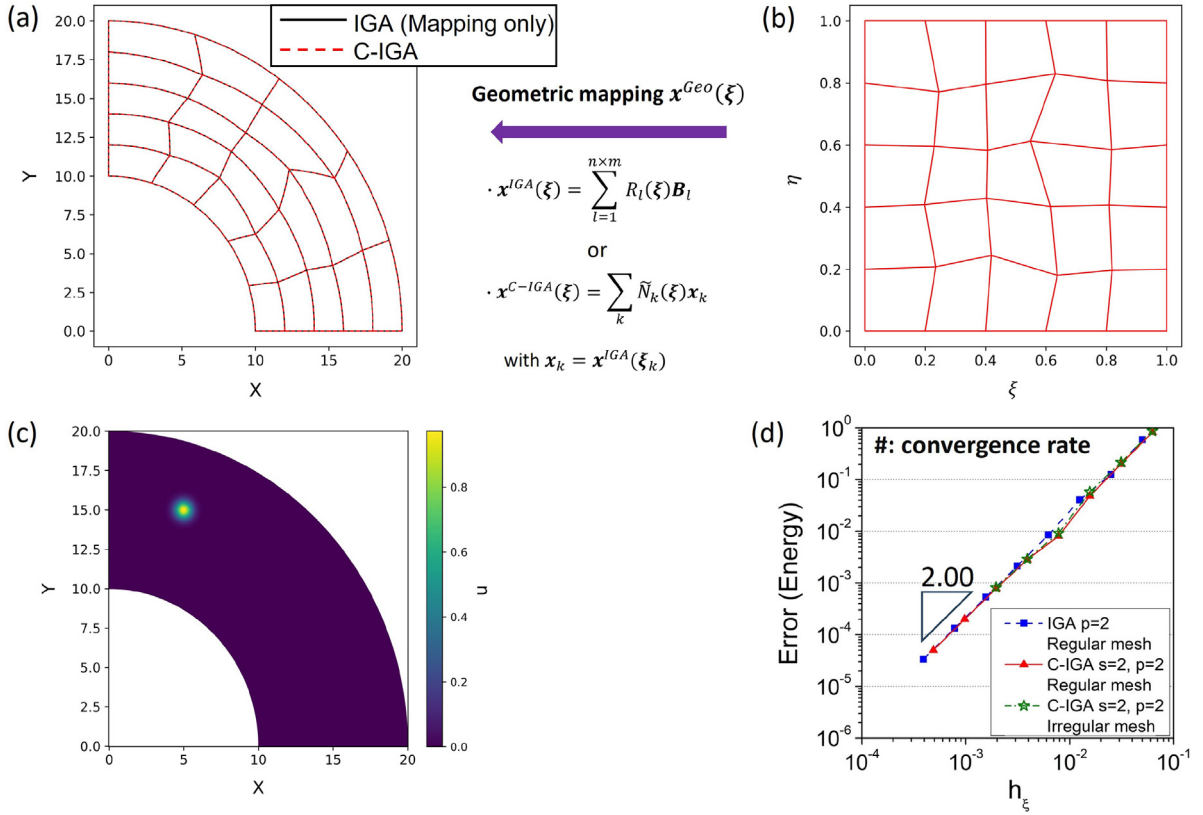 (a)
IGA (Mapping only)
C-IGA
20.0
17.5
15.0
12.5
10.0
7.5
5.0
2.5
0.0
Y
0 5 10 15 20
X
Geometric mapping 𝒙^{Geo}(𝝃)
· 𝒙^{IGA}(𝝃) = ∑_{l=1}^{n×m} R_l(𝝃)𝑩_l
or
· 𝒙^{C−IGA}(𝝃) = ∑_k Ñ_k(𝝃)𝒙_k
with 𝒙_k = 𝒙^{IGA}(𝝃_k)
(b)
1.0
0.8
0.6
0.4
0.2
0.0
η
0.0 0.2 0.4 0.6 0.8 1.0
ξ
(c)
20.0
17.5
15.0
12.5
10.0
7.5
5.0
2.5
0.0
Y
0 5 10 15 20
X
0.8
0.6
0.4
0.2
0.0
u
(d)
#: convergence rate
10^0
10^-1
10^-2
10^-3
10^-4
10^-5
10^-6
Error (Energy)
2.00
IGA p=2
Regular mesh
C-IGA s=2, p=2
Regular mesh
C-IGA s=2, p=2
Irregular mesh
10^-4 10^-3 10^-2 10^-1
h_ξ